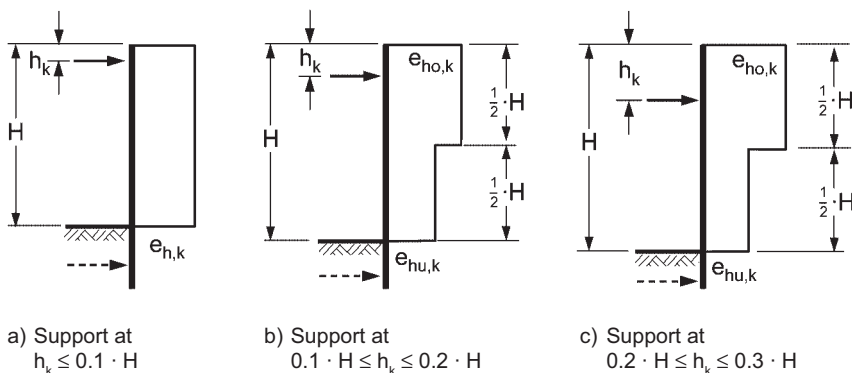 h_k
H
e_h,k
h_k
H
e_ho,k
½ · H
½ · H
e_hu,k
h_k
H
e_ho,k
½ · H
½ · H
e_hu,k
a) Support at
h_k ≤ 0.1 · H
b) Support at
0.1 · H ≤ h_k ≤ 0.2 · H
c) Support at
0.2 · H ≤ h_k ≤ 0.3 · H